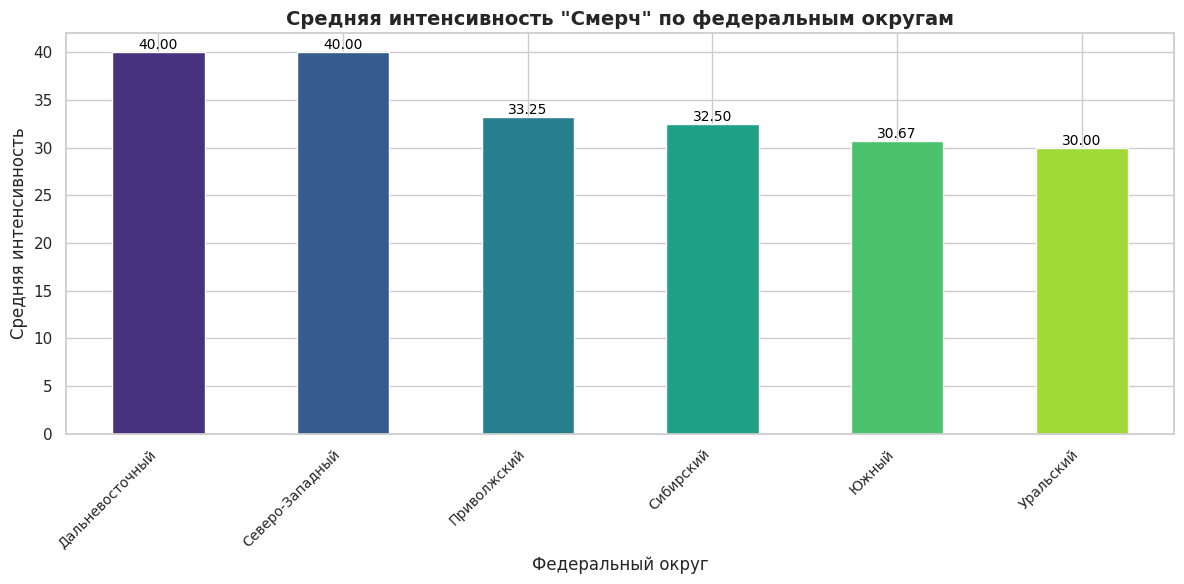 Средняя интенсивность "Смерч" по федеральным округам
Средняя интенсивность
40
35
30
25
20
15
10
5
0
40.00
40.00
33.25
32.50
30.67
30.00
Дальневосточный
Северо-Западный
Приволжский
Сибирский
Южный
Уральский
Федеральный округ